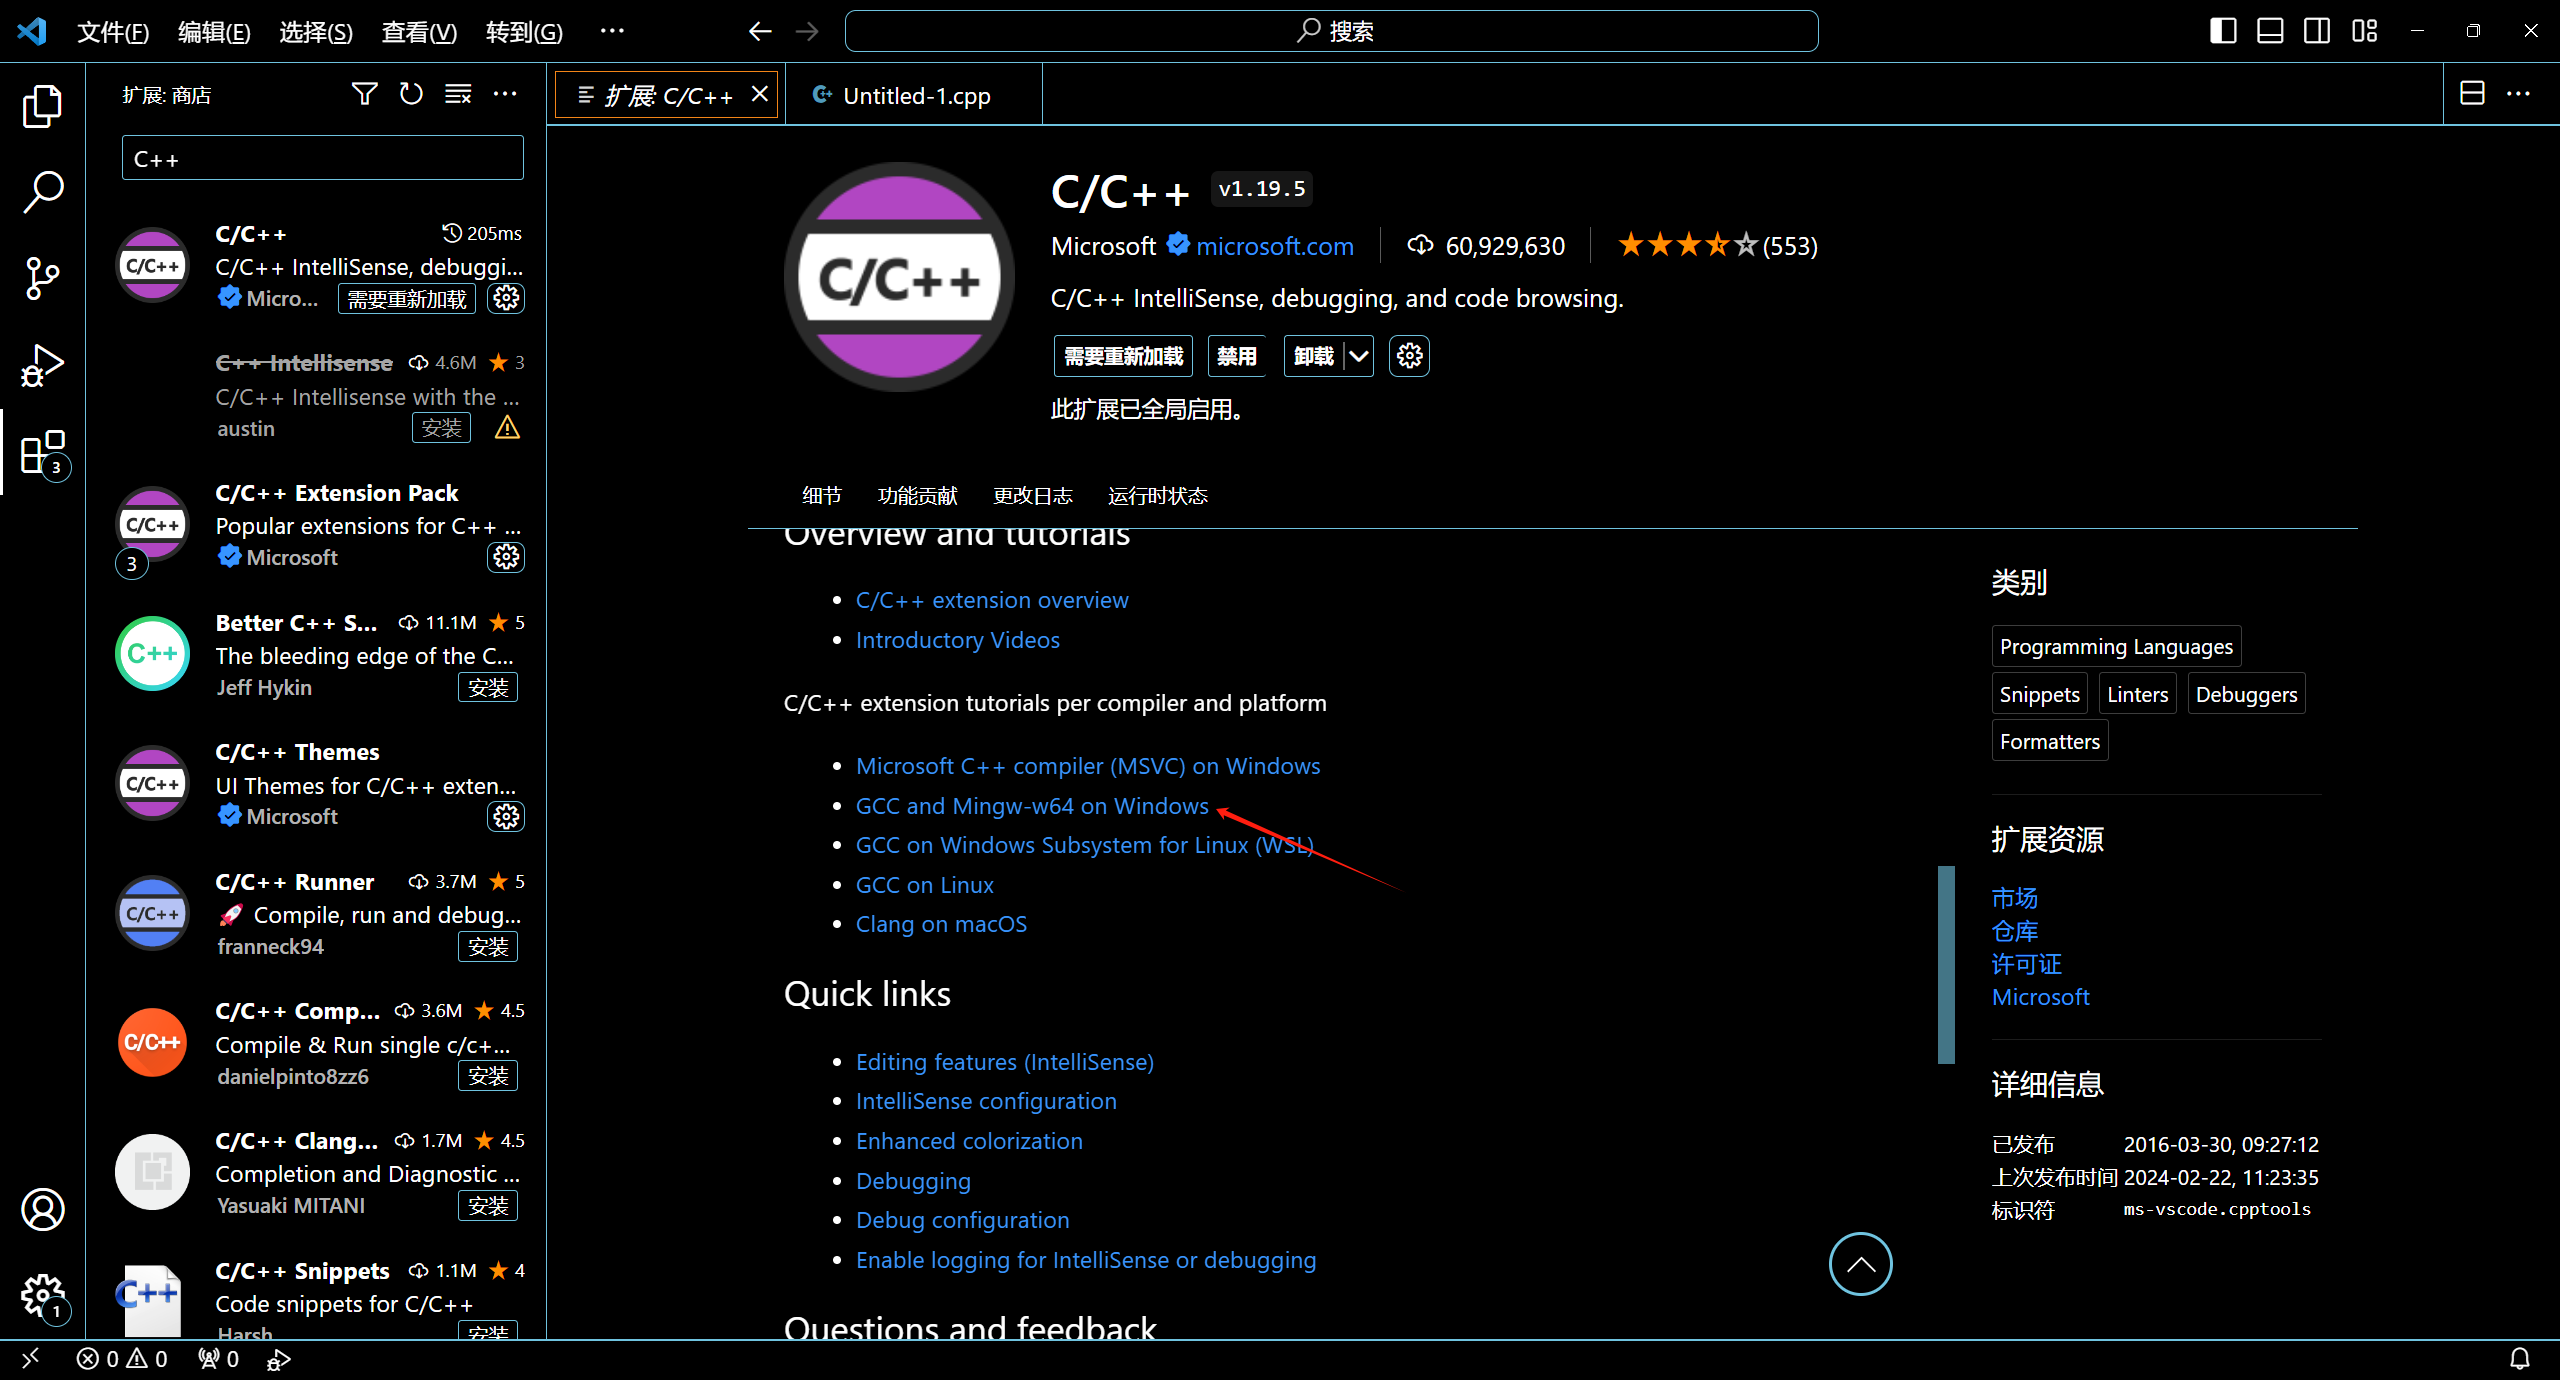 文件(F) 编辑(E) 选择(S) 查看(V) 转到(G) ··· 搜索
扩展: 商店
C++
C/C++ 205ms
C/C++ IntelliSense, debuggi...
Micro... 需要重新加载
C++ Intellisense 4.6M 3
C/C++ Intellisense with the ...
austin 安装
3
C/C++ Extension Pack
C/C++
Popular extensions for C++ ...
Microsoft
3
Better C++ S... 11.1M 5
C++
The bleeding edge of the C...
Jeff Hykin 安装
C/C++ Themes
C/C++
UI Themes for C/C++ exten...
Microsoft
C/C++ Runner 3.7M 5
C/C++
🚀 Compile, run and debug...
franneck94 安装
C/C++ Comp... 3.6M 4.5
C/C++
Compile & Run single c/c+...
danielpinto8zz6 安装
C/C++ Clang... 1.7M 4.5
Completion and Diagnostic ...
Yasuaki MITANI 安装
C/C++ Snippets 1.1M 4
C++
Code snippets for C/C++
Harsh 安装
1
扩展: C/C++ Untitled-1.cpp
C/C++
C/C++ v1.19.5
Microsoft microsoft.com 60,929,630 (553)
C/C++ IntelliSense, debugging, and code browsing.
需要重新加载 禁用 卸载
此扩展已全局启用。
细节 功能贡献 更改日志 运行时状态
Overview and tutorials
C/C++ extension overview
Introductory Videos
C/C++ extension tutorials per compiler and platform
Microsoft C++ compiler (MSVC) on Windows
GCC and Mingw-w64 on Windows
GCC on Windows Subsystem for Linux (WSL)
GCC on Linux
Clang on macOS
Quick links
Editing features (IntelliSense)
IntelliSense configuration
Enhanced colorization
Debugging
Debug configuration
Enable logging for IntelliSense or debugging
Questions and feedback
类别
Programming Languages
Snippets Linters Debuggers
Formatters
扩展资源
市场
仓库
许可证
Microsoft
详细信息
已发布 2016-03-30, 09:27:12
上次发布时间 2024-02-22, 11:23:35
标识符 ms-vscode.cpptools
0 0 0